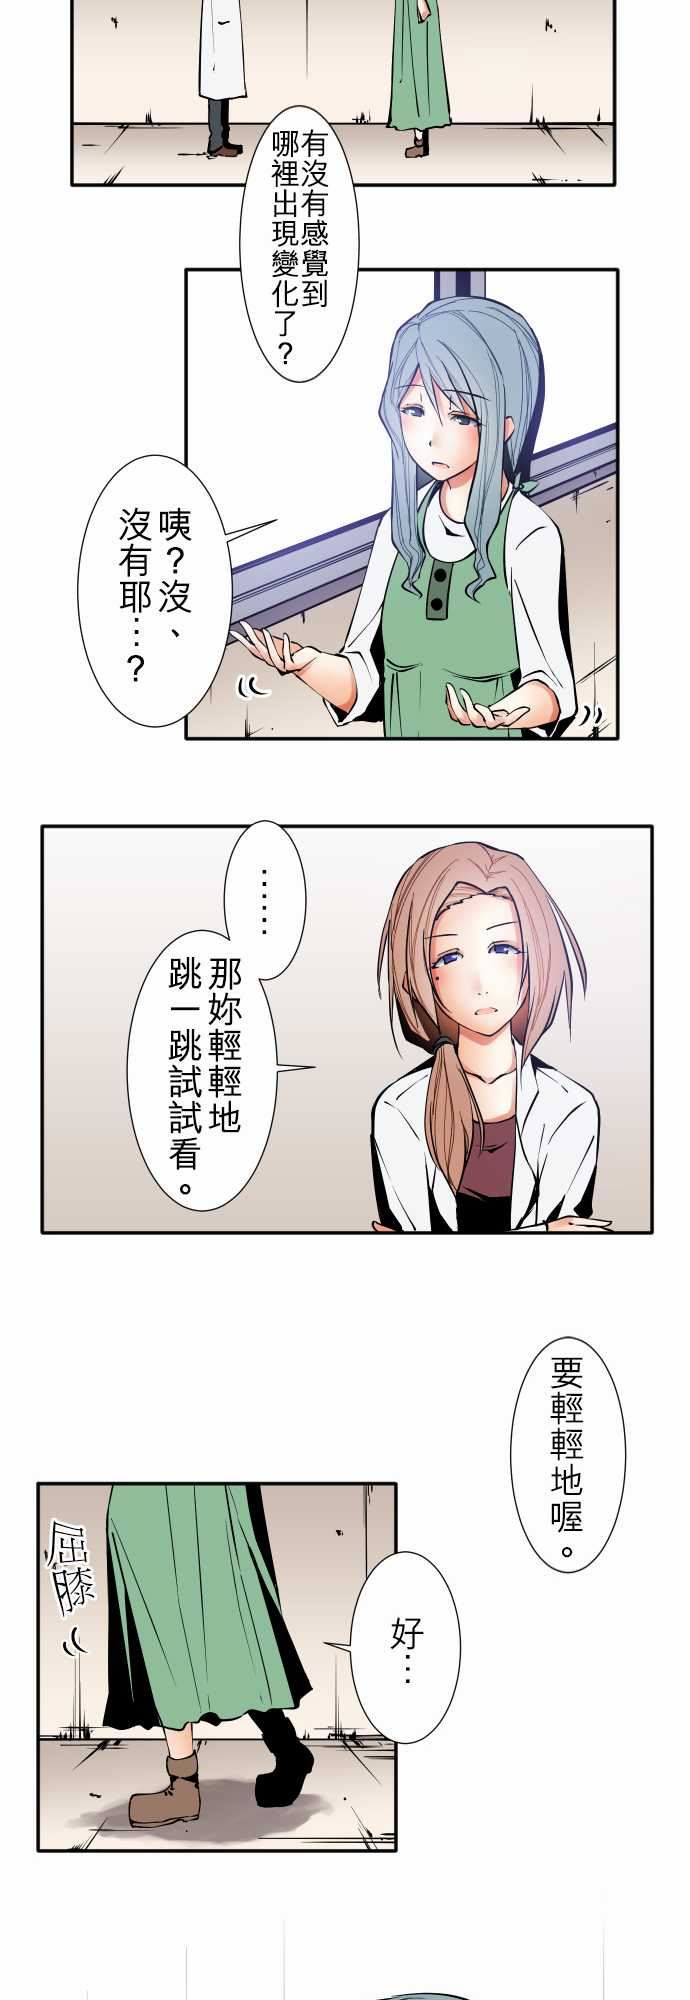 有沒有感覺到
哪裡出現變化了？
咦？沒、
沒有耶…？
……
那妳輕輕地
跳一跳試試看。
要輕輕地喔。
好…
屈膝